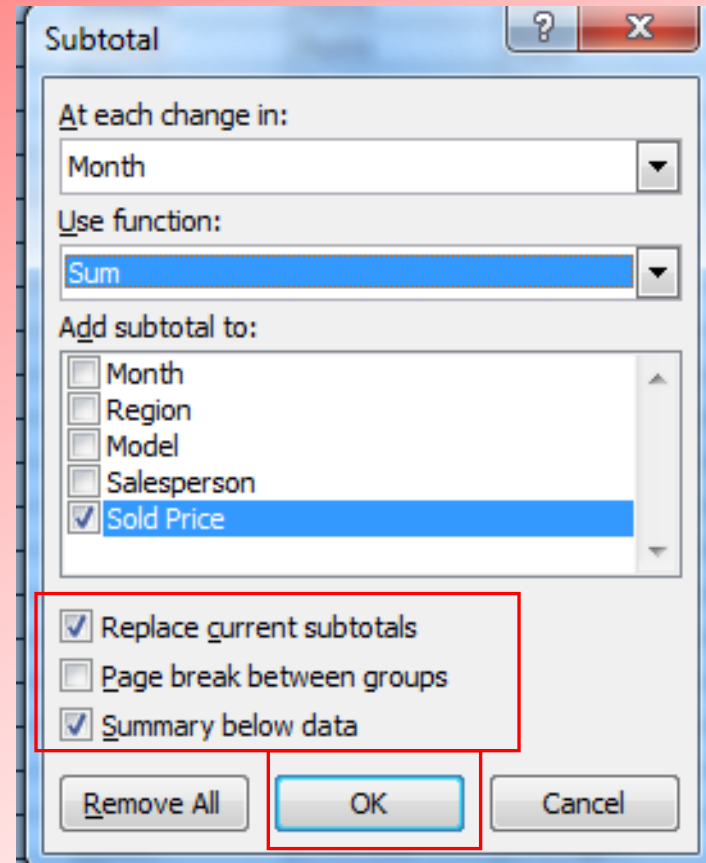 Subtotal
?
At each change in:
Month
Use function:
Sum
Add subtotal to:
Month
Region
Model
Salesperson
Sold Price
Replace current subtotals
Page break between groups
Summary below data
Remove All OK Cancel